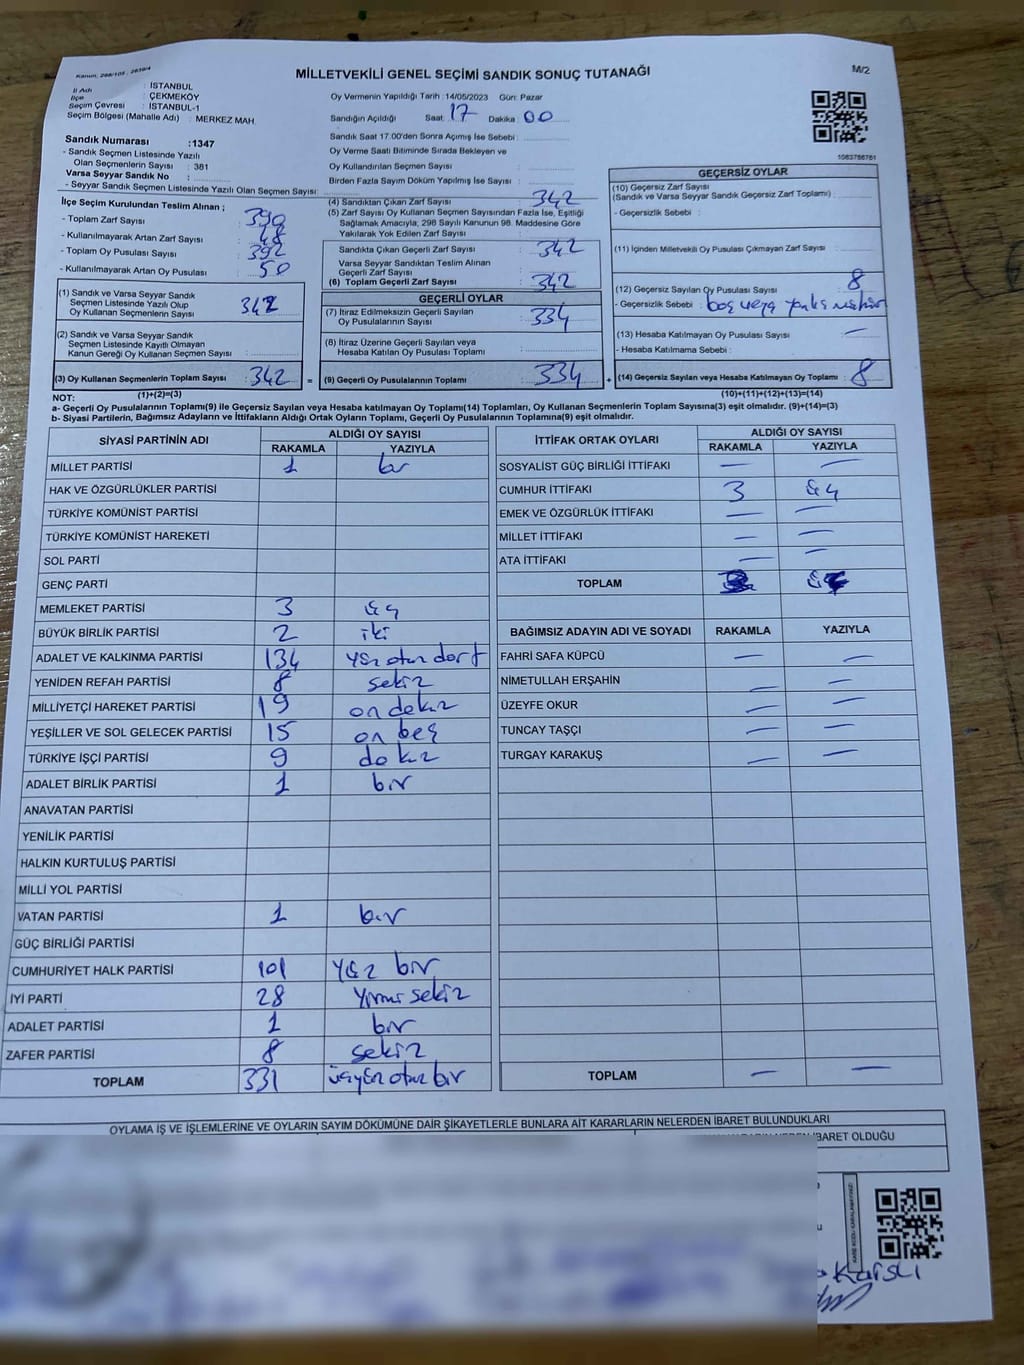 Kanun: 298/105 ; 2839/4
MİLLETVEKİLİ GENEL SEÇİMİ SANDIK SONUÇ TUTANAĞI
M/2
İl Adı : İSTANBUL
İlçe : ÇEKMEKÖY
Seçim Çevresi : İSTANBUL-1
Seçim Bölgesi (Mahalle Adı) : MERKEZ MAH.
Oy Vermenin Yapıldığı Tarih : 14/05/2023 Gün: Pazar
Sandığın Açıldığı Saat: 17 Dakika: 00
Sandık Saat 17.00'den Sonra Açımış İse Sebebi :
Oy Verme Saati Bitiminde Sırada Bekleyen ve
Oy Kullandırılan Seçmen Sayısı :
Birden Fazla Sayım Döküm Yapılmış İse Sayısı :
1083786761
Sandık Numarası :1347
- Sandık Seçmen Listesinde Yazılı
Olan Seçmenlerin Sayısı : 381
Varsa Seyyar Sandık No :
- Seyyar Sandık Seçmen Listesinde Yazılı Olan Seçmen Sayısı:
İlçe Seçim Kurulundan Teslim Alınan ;
- Toplam Zarf Sayısı : 390
- Kullanılmayarak Artan Zarf Sayısı : 48
- Toplam Oy Pusulası Sayısı : 392
- Kullanılmayarak Artan Oy Pusulası : 50
(1) Sandık ve Varsa Seyyar Sandık
Seçmen Listesinde Yazılı Olup
Oy Kullanan Seçmenlerin Sayısı : 342
(2) Sandık ve Varsa Seyyar Sandık
Seçmen Listesinde Kayıtlı Olmayan
Kanun Gereği Oy Kullanan Seçmen Sayısı :
(3) Oy Kullanan Seçmenlerin Toplam Sayısı : 342
(1)+(2)=(3)
(4) Sandıktan Çıkan Zarf Sayısı : 342
(5) Zarf Sayısı Oy Kullanan Seçmen Sayısından Fazla İse, Eşitliği
Sağlamak Amacıyla, 298 Sayılı Kanunun 98. Maddesine Göre
Yakılarak Yok Edilen Zarf Sayısı :
Sandıkta Çıkan Geçerli Zarf Sayısı : 342
Varsa Seyyar Sandıktan Teslim Alınan
Geçerli Zarf Sayısı :
(6) Toplam Geçerli Zarf Sayısı : 342
GEÇERLİ OYLAR
(7) İtiraz Edilmeksizin Geçerli Sayılan
Oy Pusulalarının Sayısı : 334
(8) İtiraz Üzerine Geçerli Sayılan veya
Hesaba Katılan Oy Pusulası Toplamı :
= (9) Geçerli Oy Pusulalarının Toplamı : 334 +
GEÇERSİZ OYLAR
(10) Geçersiz Zarf Sayısı
(Sandık ve Varsa Seyyar Sandık Geçersiz Zarf Toplamı) :
- Geçersizlik Sebebi :
(11) İçinden Milletvekili Oy Pusulası Çıkmayan Zarf Sayısı :
(12) Geçersiz Sayılan Oy Pusulası Sayısı : 8
- Geçersizlik Sebebi : boş veya
(13) Hesaba Katılmayan Oy Pusulası Sayısı : —
- Hesaba Katılmama Sebebi :
(14) Geçersiz Sayılan veya Hesaba Katılmayan Oy Toplamı : 8
(10)+(11)+(12)+(13)=(14)
NOT:
a- Geçerli Oy Pusulalarının Toplamı(9) ile Geçersiz Sayılan veya Hesaba katılmayan Oy Toplamı(14) Toplamları, Oy Kullanan Seçmenlerin Toplam Sayısına(3) eşit olmalıdır. (9)+(14)=(3)
b- Siyasi Partilerin, Bağımsız Adayların ve İttifakların Aldığı Ortak Oyların Toplamı, Geçerli Oy Pusulalarının Toplamına(9) eşit olmalıdır.
SİYASİ PARTİNİN ADI ALDIĞI OY SAYISI
RAKAMLA YAZIYLA
MİLLET PARTİSİ 1 bir
HAK VE ÖZGÜRLÜKLER PARTİSİ
TÜRKİYE KOMÜNİST PARTİSİ
TÜRKİYE KOMÜNİST HAREKETİ
SOL PARTİ
GENÇ PARTİ
MEMLEKET PARTİSİ 3 üç
BÜYÜK BİRLİK PARTİSİ 2 iki
ADALET VE KALKINMA PARTİSİ 134 yüz otuz dört
YENİDEN REFAH PARTİSİ 8 sekiz
MİLLİYETÇİ HAREKET PARTİSİ 19 on dokuz
YEŞİLLER VE SOL GELECEK PARTİSİ 15 on beş
TÜRKİYE İŞÇİ PARTİSİ 9 dokuz
ADALET BİRLİK PARTİSİ 1 bir
ANAVATAN PARTİSİ
YENİLİK PARTİSİ
HALKIN KURTULUŞ PARTİSİ
MİLLİ YOL PARTİSİ
VATAN PARTİSİ 1 bir
GÜÇ BİRLİĞİ PARTİSİ
CUMHURİYET HALK PARTİSİ 101 yüz bir
İYİ PARTİ 28 yirmi sekiz
ADALET PARTİSİ 1 bir
ZAFER PARTİSİ 8 sekiz
TOPLAM 331 üçyüz otuz bir
İTTİFAK ORTAK OYLARI ALDIĞI OY SAYISI
RAKAMLA YAZIYLA
SOSYALİST GÜÇ BİRLİĞİ İTTİFAKI — —
CUMHUR İTTİFAKI 3 üç
EMEK VE ÖZGÜRLÜK İTTİFAKI — —
MİLLET İTTİFAKI — —
ATA İTTİFAKI — —
TOPLAM 3 üç
BAĞIMSIZ ADAYIN ADI VE SOYADI RAKAMLA YAZIYLA
FAHRİ SAFA KÜPCÜ — —
NİMETULLAH ERŞAHİN — —
ÜZEYFE OKUR — —
TUNCAY TAŞÇI — —
TURGAY KARAKUŞ — —
TOPLAM — —
OYLAMA İŞ VE İŞLEMLERİNE VE OYLARIN SAYIM DÖKÜMÜNE DAİR ŞİKAYETLERLE BUNLARA AİT KARARLARIN NELERDEN İBARET BULUNDUKLARI
İBARET OLDUĞU